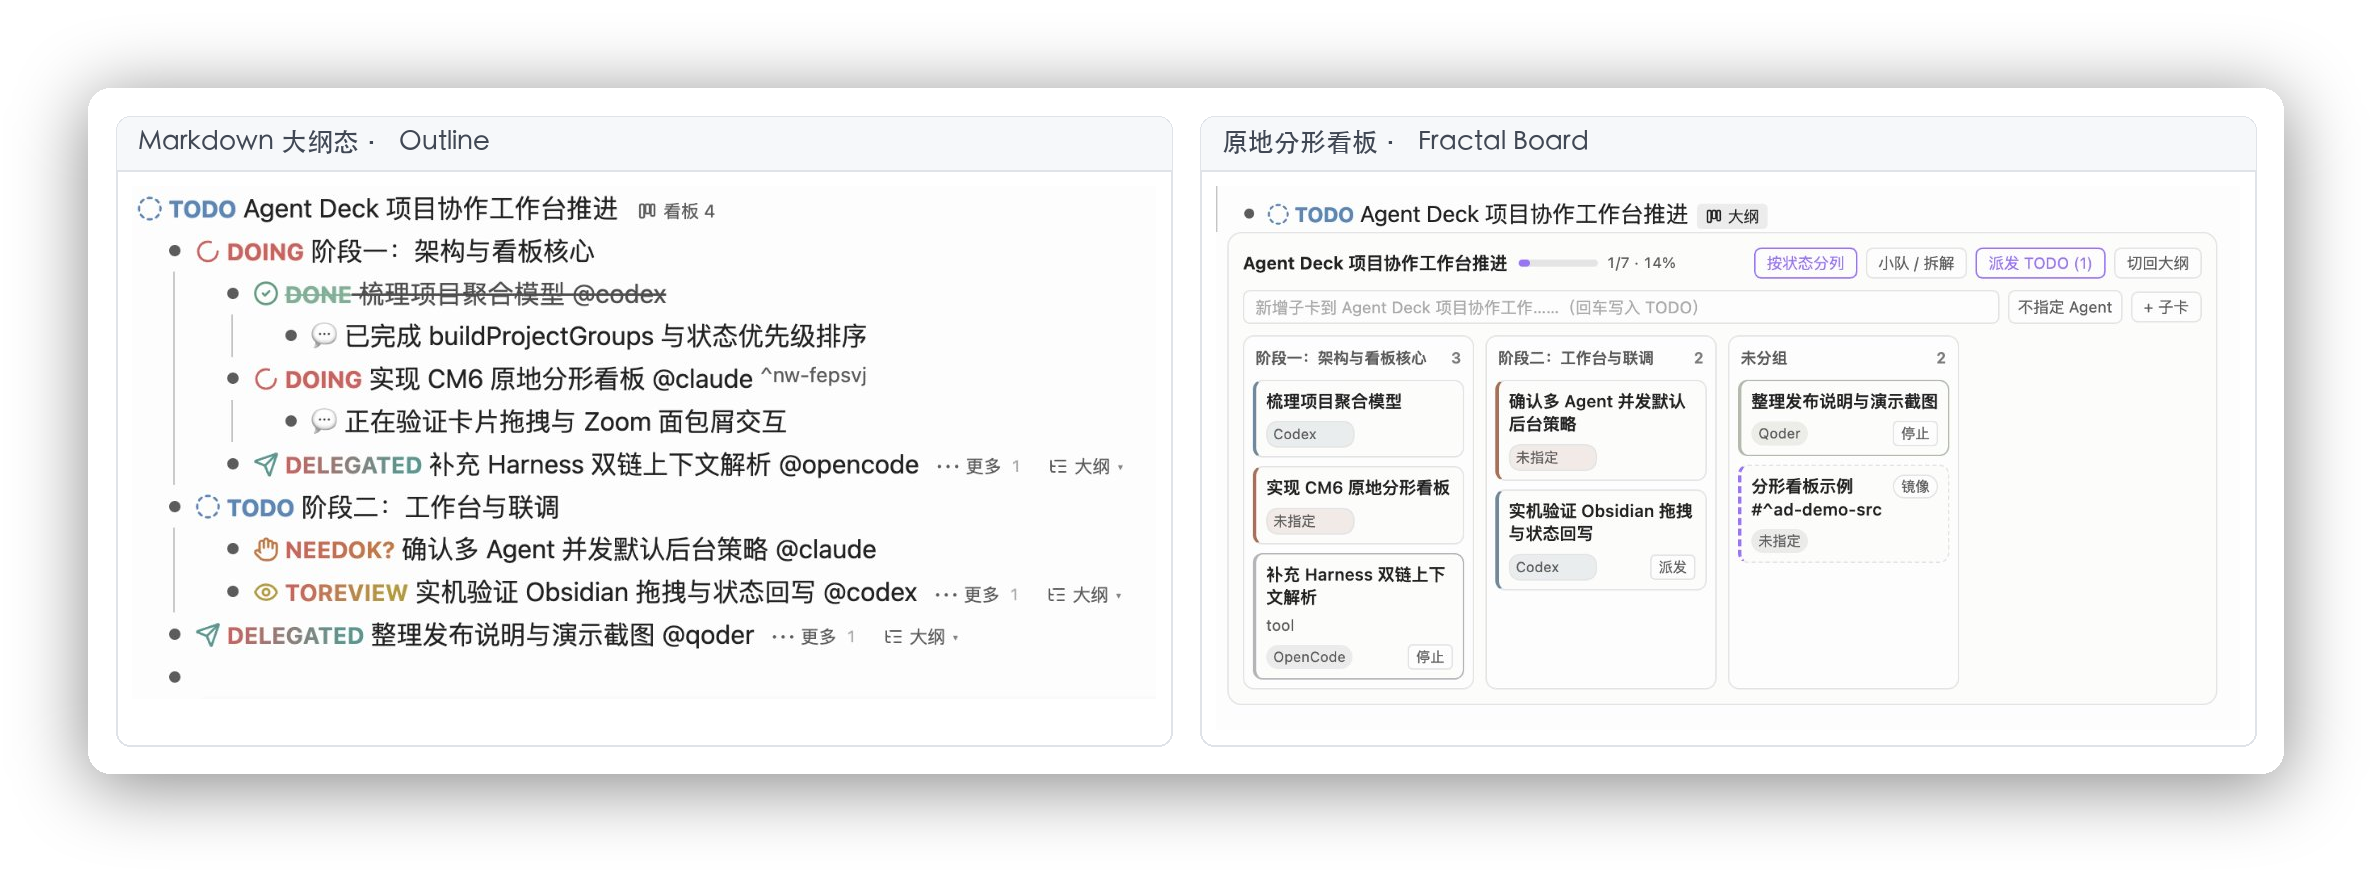 Markdown 大纲态 · Outline
TODO Agent Deck 项目协作工作台推进 看板 4
DOING 阶段一：架构与看板核心
DONE 梳理项目聚合模型 @codex
已完成 buildProjectGroups 与状态优先级排序
DOING 实现 CM6 原地分形看板 @claude ^nw-fepsvj
正在验证卡片拖拽与 Zoom 面包屑交互
DELEGATED 补充 Harness 双链上下文解析 @opencode ··· 更多 1 大纲
TODO 阶段二：工作台与联调
NEEDOK? 确认多 Agent 并发默认后台策略 @claude
TOREVIEW 实机验证 Obsidian 拖拽与状态回写 @codex ··· 更多 1 大纲
DELEGATED 整理发布说明与演示截图 @qoder ··· 更多 1 大纲
原地分形看板 · Fractal Board
TODO Agent Deck 项目协作工作台推进 大纲
Agent Deck 项目协作工作台推进 1/7 · 14% 按状态分列 小队 / 拆解 派发 TODO (1) 切回大纲
新增子卡到 Agent Deck 项目协作工作……（回车写入 TODO） 不指定 Agent + 子卡
阶段一：架构与看板核心 3
梳理项目聚合模型
Codex
实现 CM6 原地分形看板
未指定
补充 Harness 双链上下
文解析
tool
OpenCode 停止
阶段二：工作台与联调 2
确认多 Agent 并发默认
后台策略
未指定
实机验证 Obsidian 拖拽
与状态回写
Codex 派发
未分组 2
整理发布说明与演示截图
Qoder 停止
分形看板示例 镜像
#^ad-demo-src
未指定